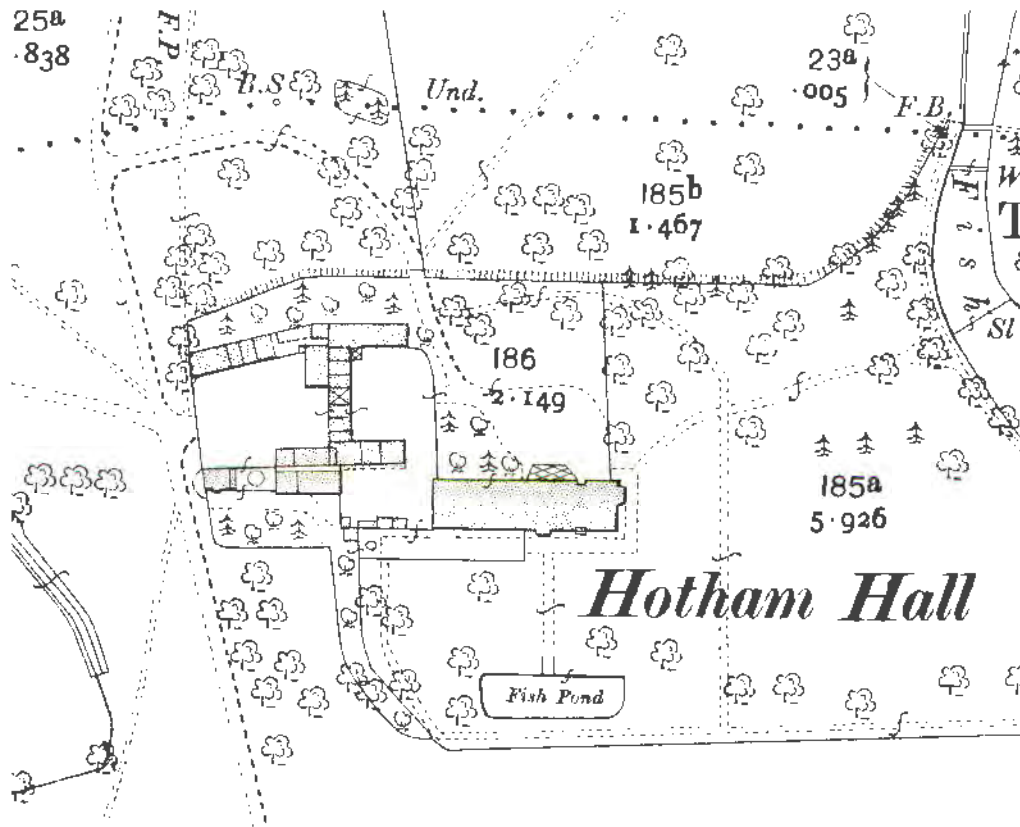 25a
·838
F.P.
B.S
Und.
23a
·005
F.B.
185b
1·467
W
T
Fish
Sl
186
2·149
185a
5·926
Hotham Hall
Fish Pond